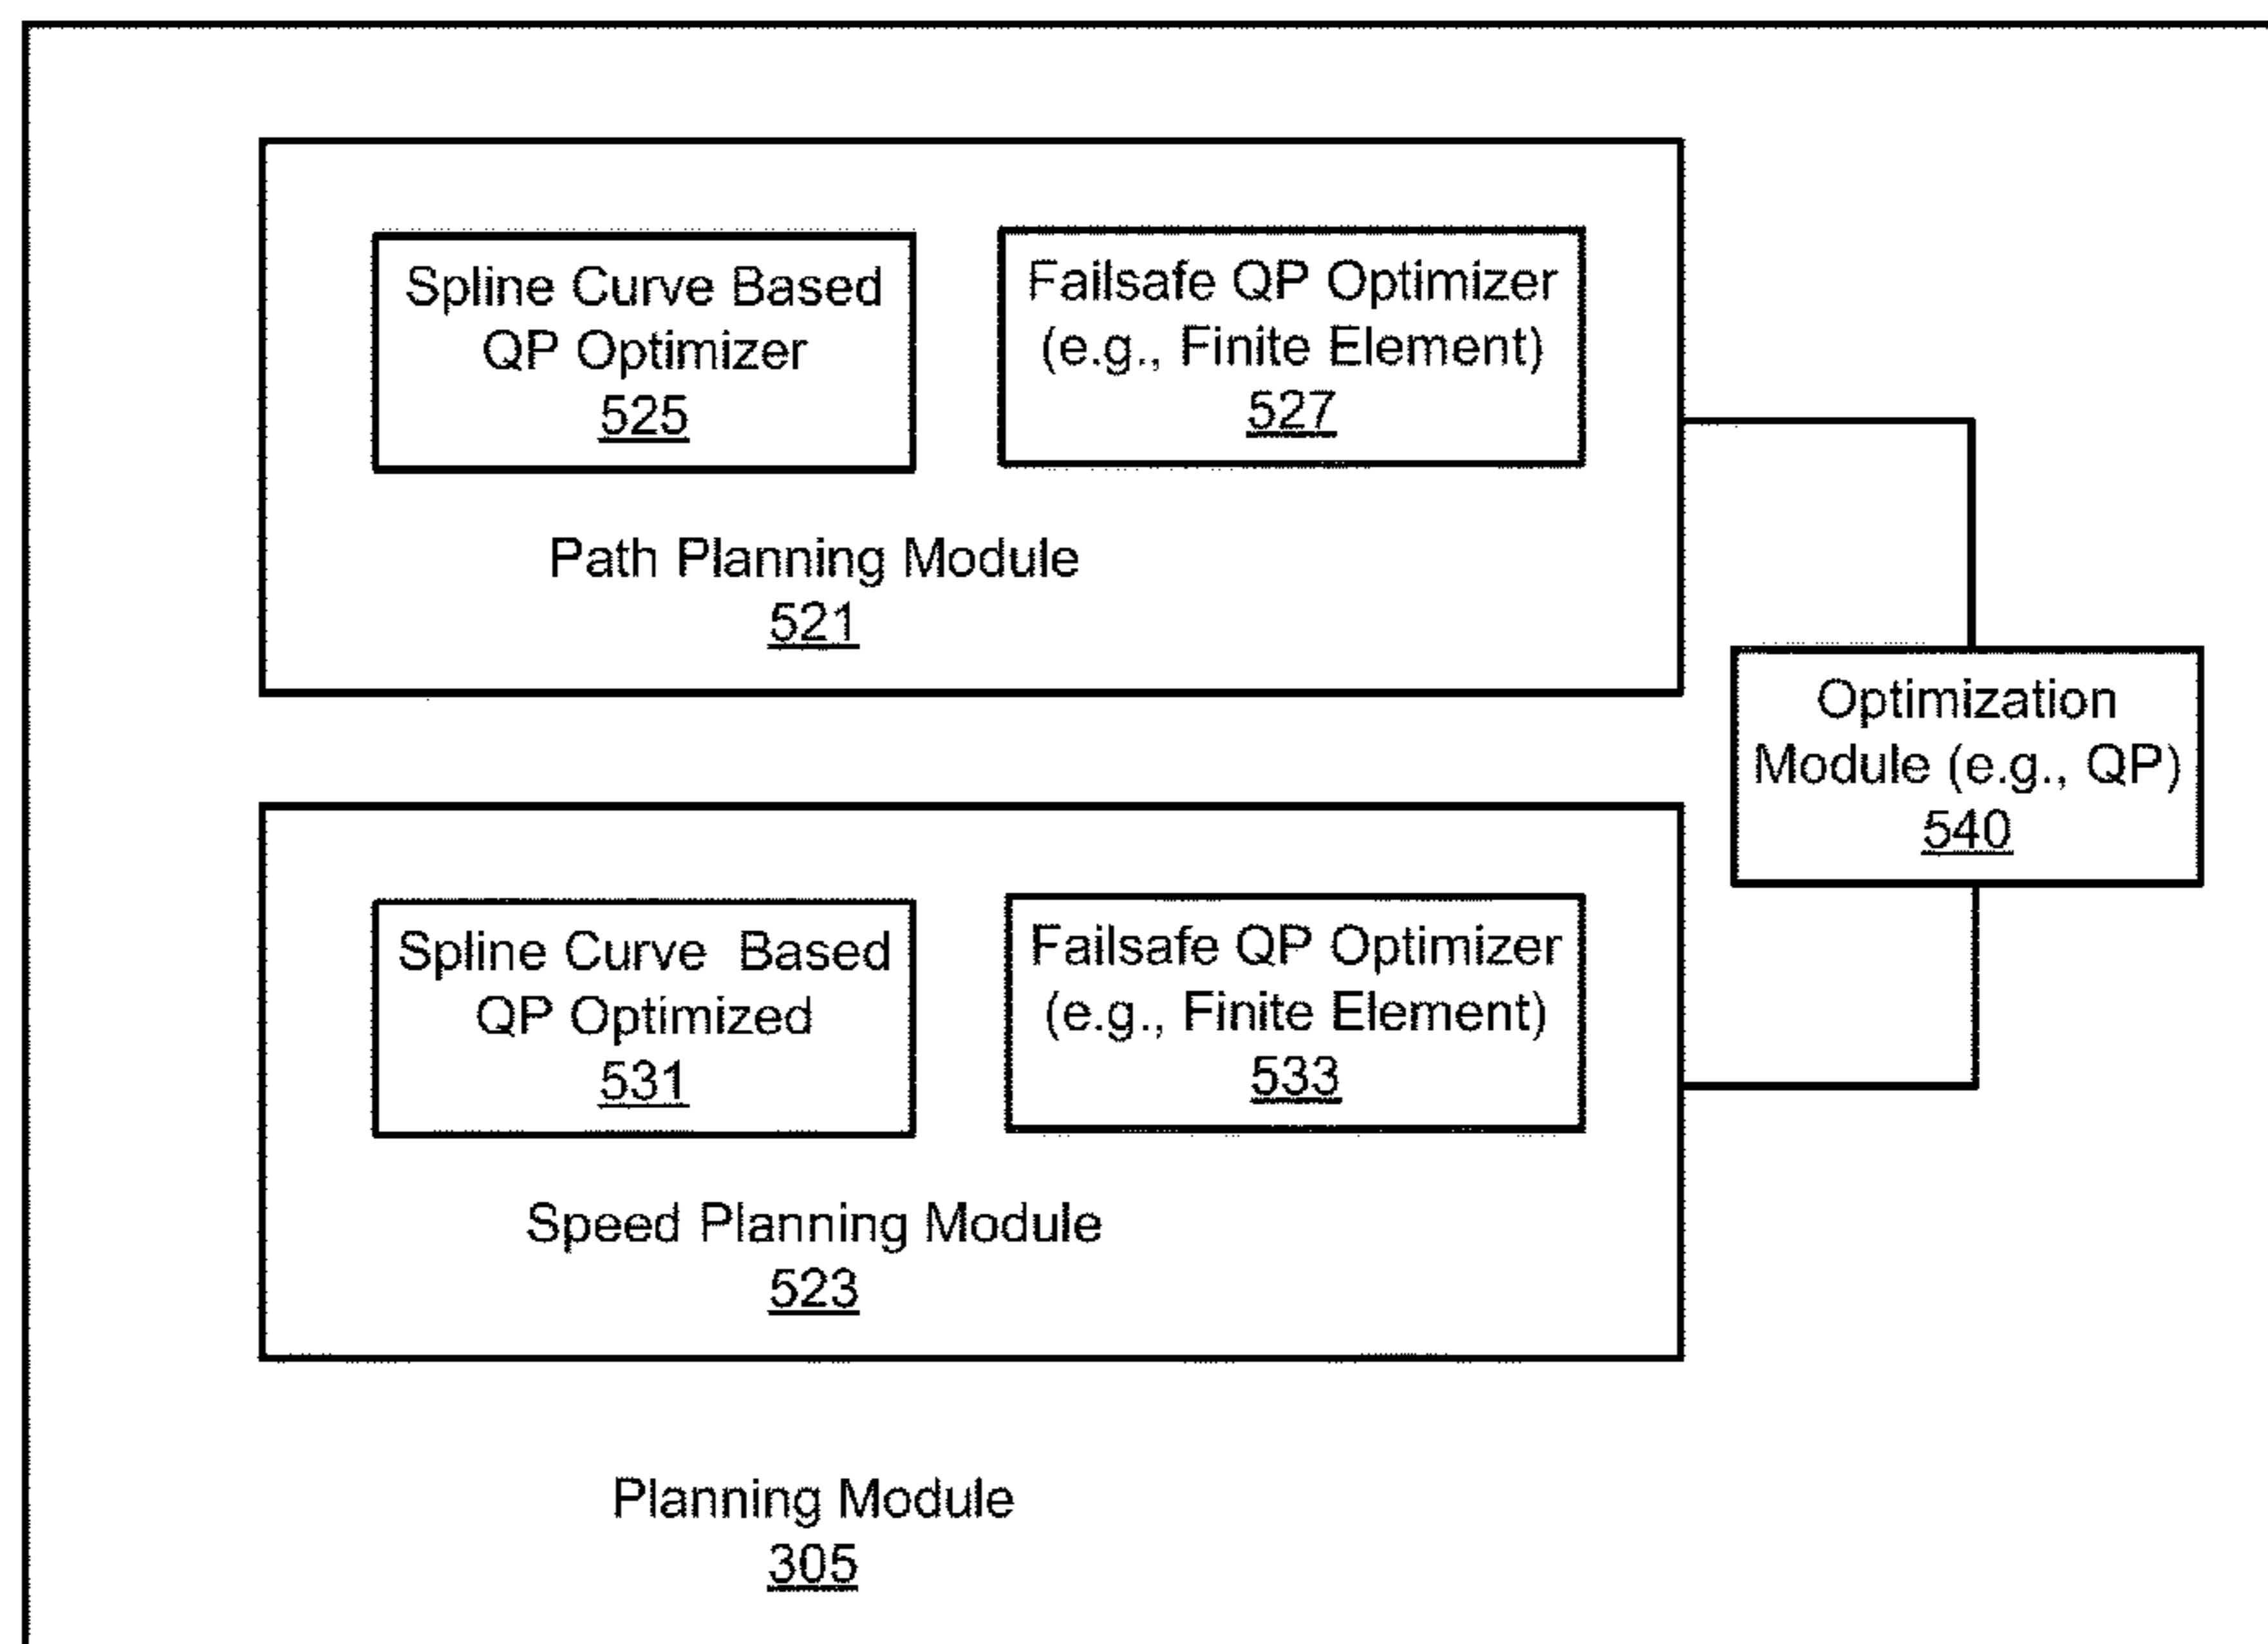 Spline Curve Based
QP Optimizer
525
Failsafe QP Optimizer
(e.g., Finite Element)
527
Path Planning Module
521
Optimization
Module (e.g., QP)
540
Spline Curve Based
QP Optimized
531
Failsafe QP Optimizer
(e.g., Finite Element)
533
Speed Planning Module
523
Planning Module
305